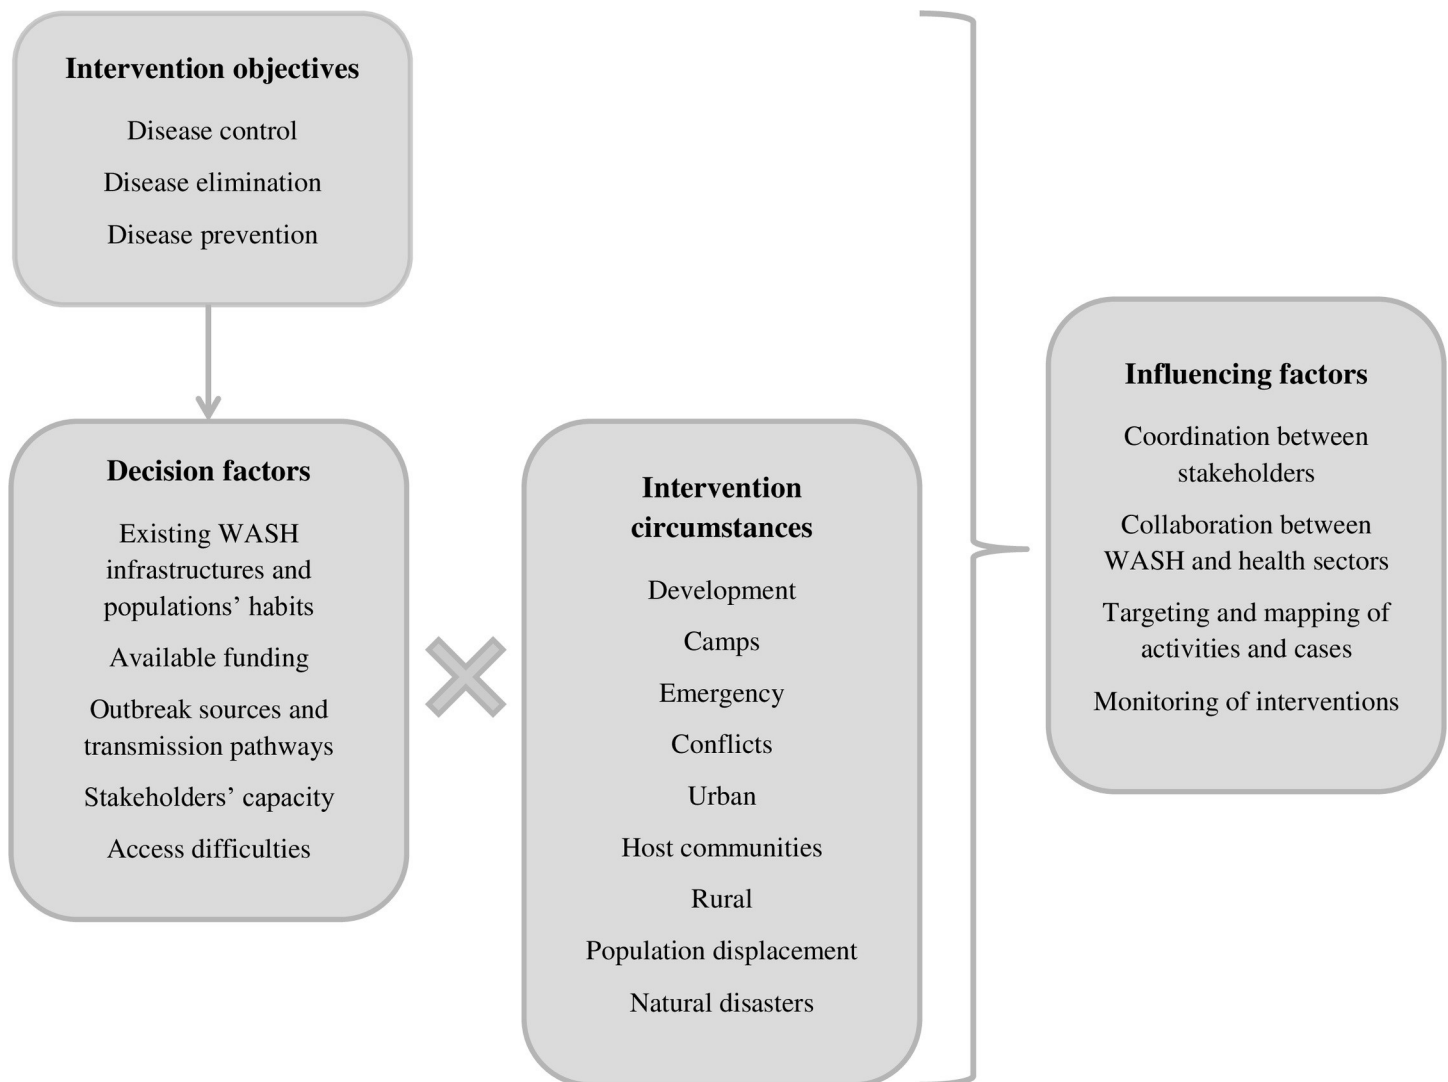 Intervention objectives
Disease control
Disease elimination
Disease prevention
Decision factors
Existing WASH
infrastructures and
populations’ habits
Available funding
Outbreak sources and
transmission pathways
Stakeholders’ capacity
Access difficulties
Intervention
circumstances
Development
Camps
Emergency
Conflicts
Urban
Host communities
Rural
Population displacement
Natural disasters
Influencing factors
Coordination between
stakeholders
Collaboration between
WASH and health sectors
Targeting and mapping of
activities and cases
Monitoring of interventions